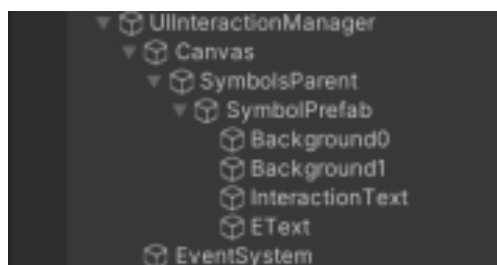 UIInteractionManager
Canvas
SymbolsParent
SymbolPrefab
Background0
Background1
InteractionText
EText
EventSystem